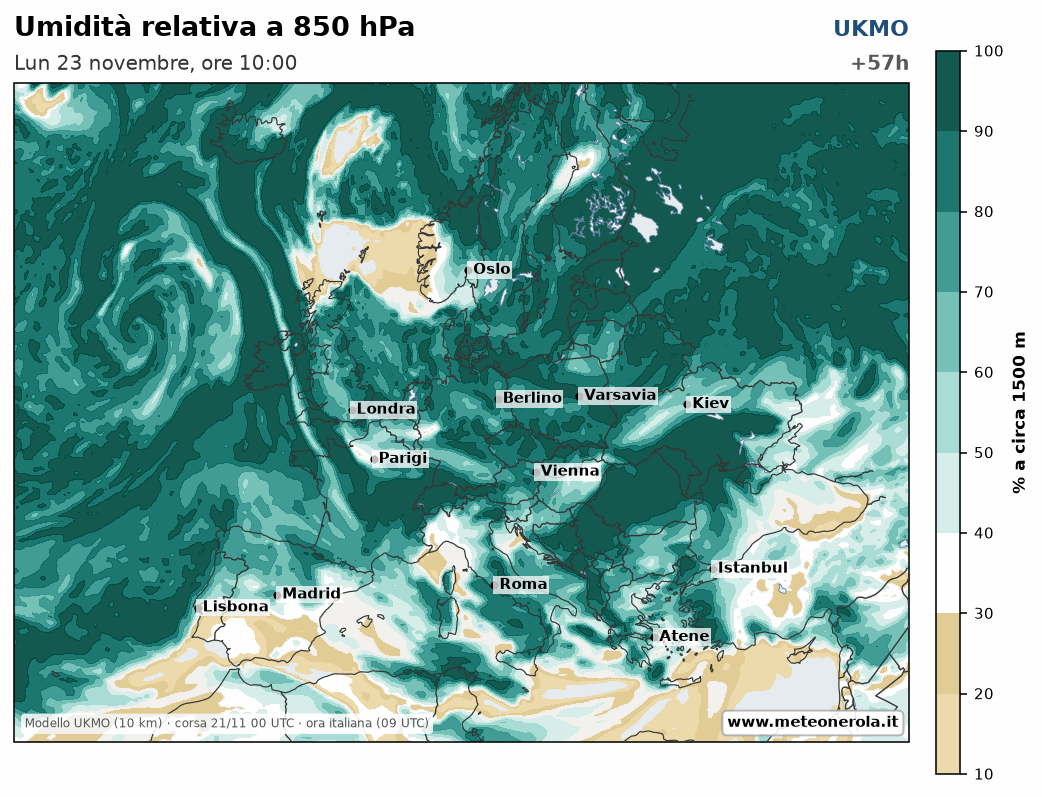 Umidità relativa a 850 hPa
UKMO
Lun 23 novembre, ore 10:00
+57h
100
90
80
70
60
50
40
30
20
10
% a circa 1500 m
Oslo
Londra
Berlino
Varsavia
Kiev
Parigi
Vienna
Istanbul
Roma
Madrid
Lisbona
Atene
Modello UKMO (10 km) · corsa 21/11 00 UTC · ora italiana (09 UTC)
www.meteonerola.it